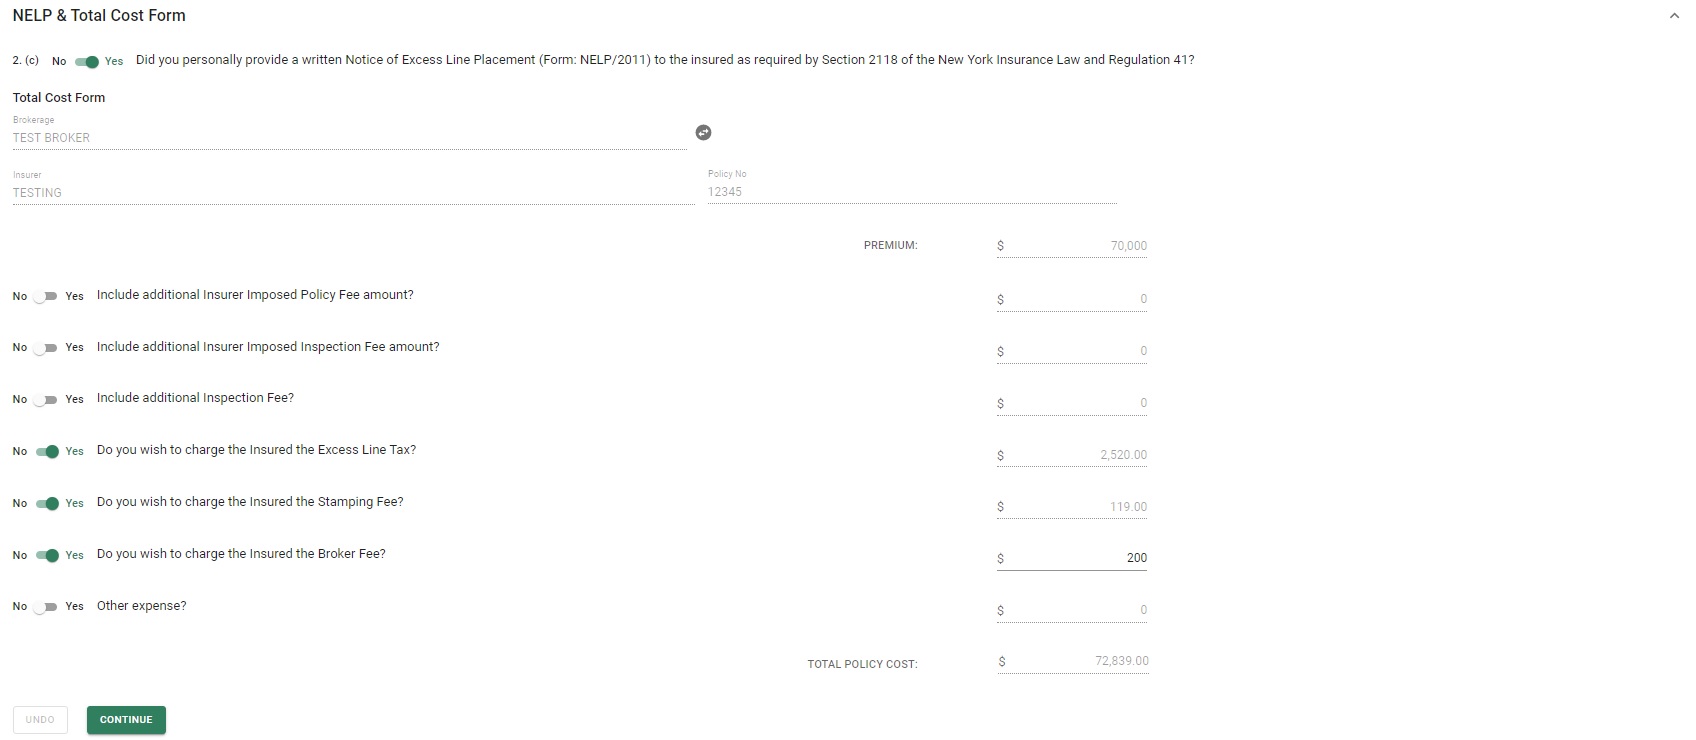 NELP & Total Cost Form
2. (c) No Yes Did you personally provide a written Notice of Excess Line Placement (Form: NELP/2011) to the insured as required by Section 2118 of the New York Insurance Law and Regulation 41?
Total Cost Form
Brokerage
TEST BROKER
Insurer
TESTING
Policy No
12345
PREMIUM: $ 70,000
No Yes Include additional Insurer Imposed Policy Fee amount? $ 0
No Yes Include additional Insurer Imposed Inspection Fee amount? $ 0
No Yes Include additional Inspection Fee? $ 0
No Yes Do you wish to charge the Insured the Excess Line Tax? $ 2,520.00
No Yes Do you wish to charge the Insured the Stamping Fee? $ 119.00
No Yes Do you wish to charge the Insured the Broker Fee? $ 200
No Yes Other expense? $ 0
TOTAL POLICY COST: $ 72,839.00
UNDO CONTINUE